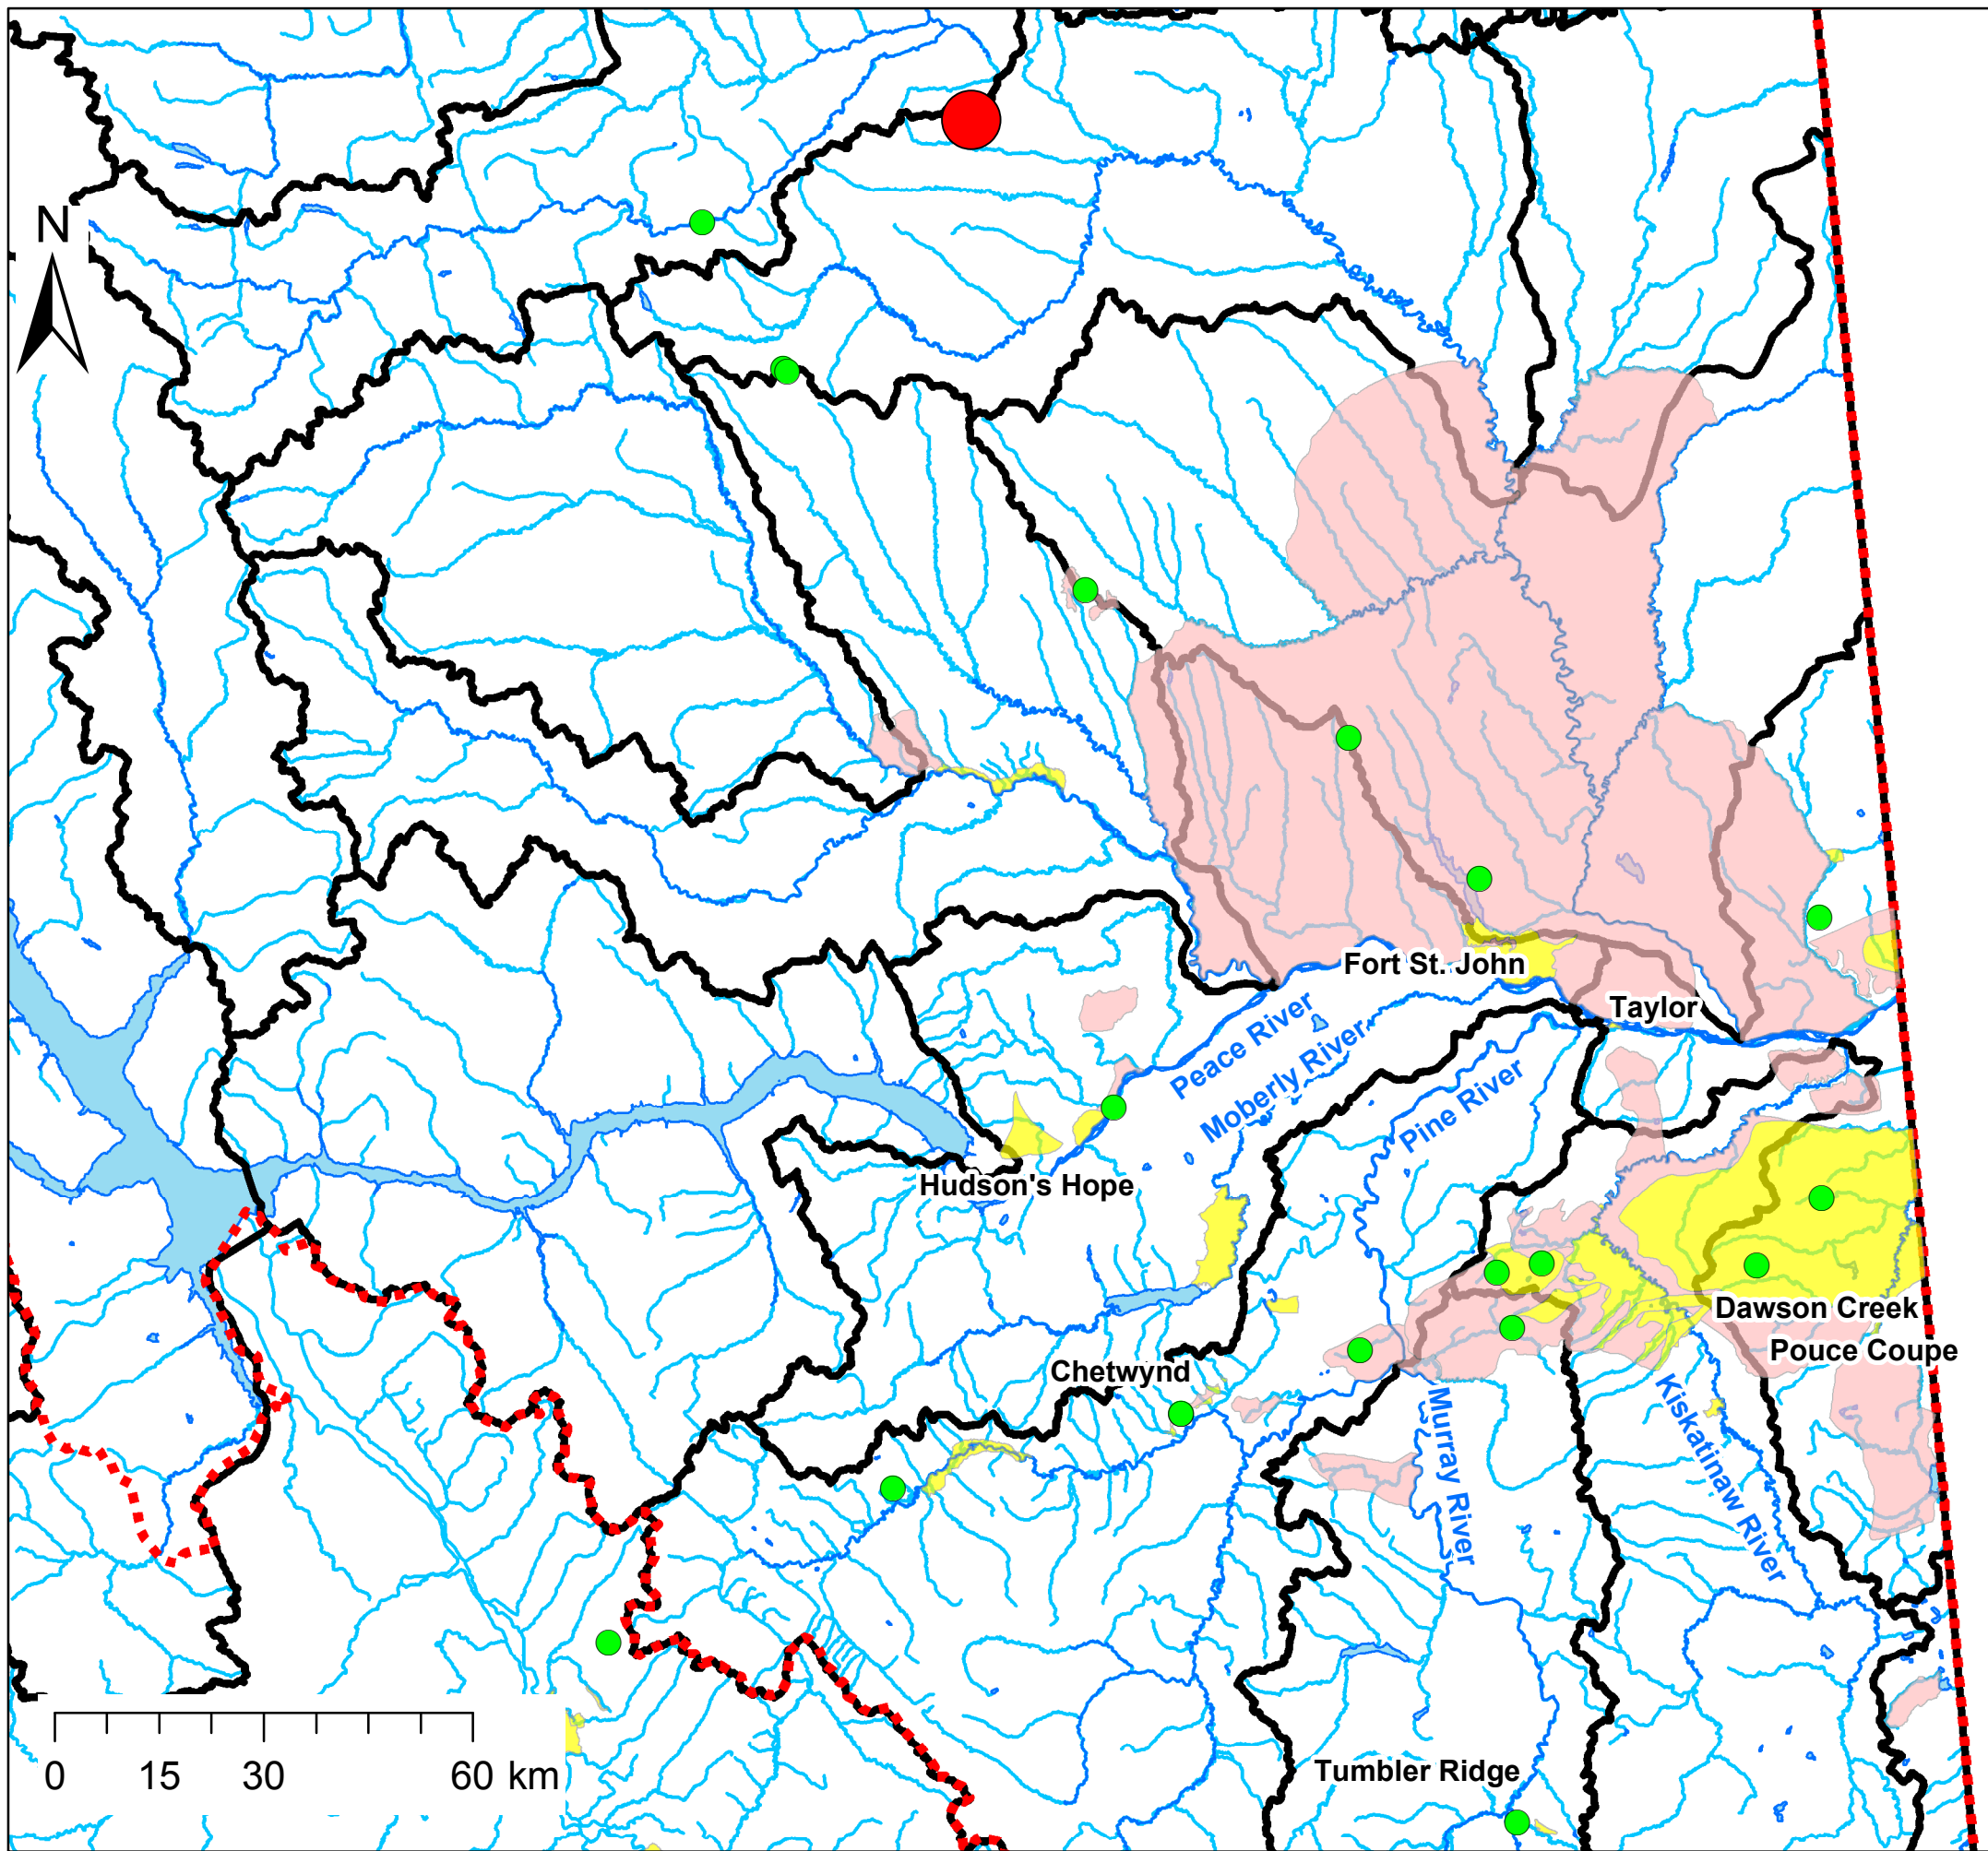 N
Fort St. John
Taylor
Peace River
Moberly River
Pine River
Hudson's Hope
Dawson Creek
Pouce Coupe
Chetwynd
Murray River
Kiskatinaw River
Tumbler Ridge
0 15 30 60 km